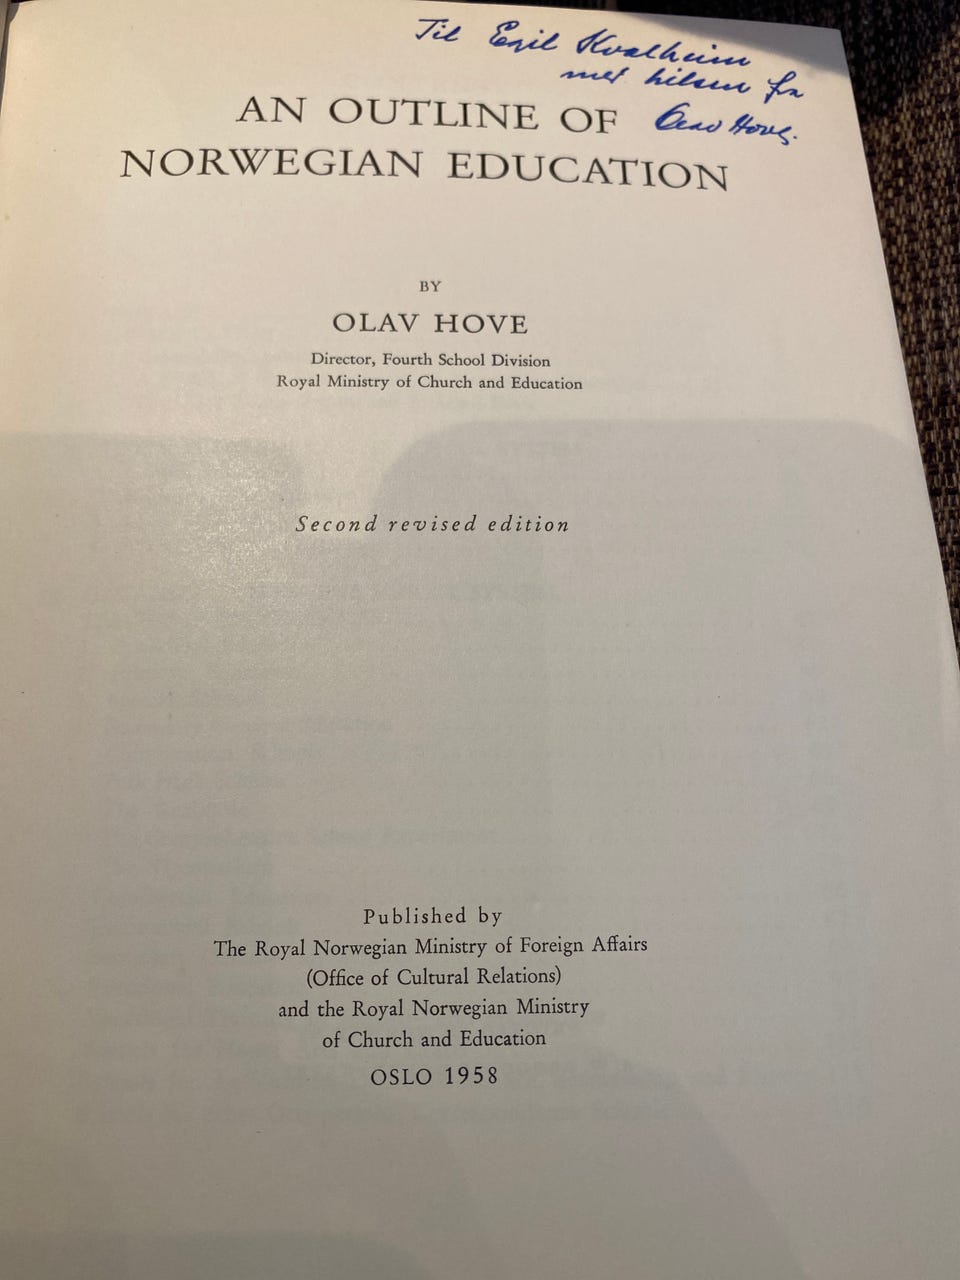 Til Egil Kvalheim
med hilsen fra
Olav Hove.
AN OUTLINE OF
NORWEGIAN EDUCATION
BY
OLAV HOVE
Director, Fourth School Division
Royal Ministry of Church and Education
Second revised edition
Published by
The Royal Norwegian Ministry of Foreign Affairs
(Office of Cultural Relations)
and the Royal Norwegian Ministry
of Church and Education
OSLO 1958